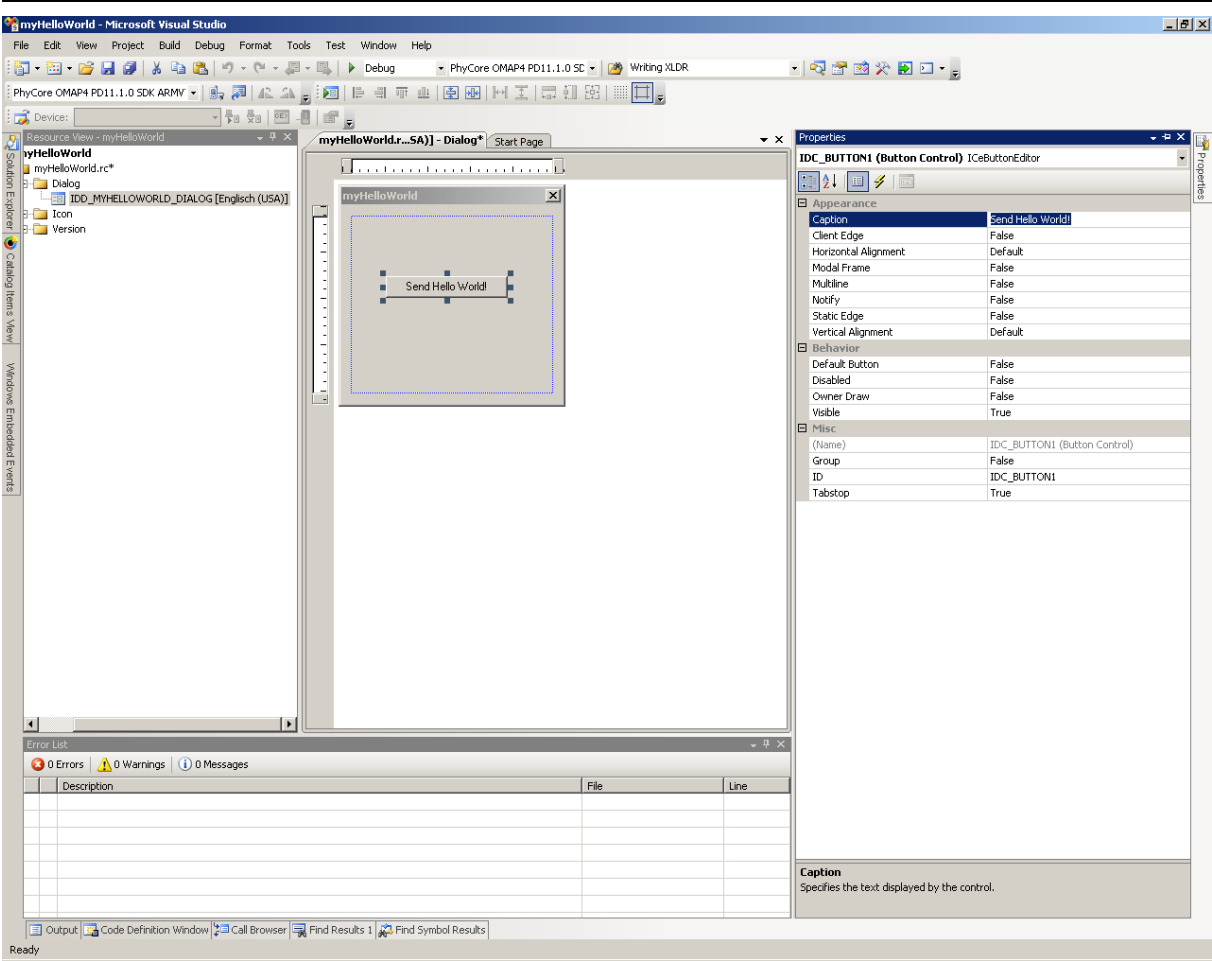 myHelloWorld - Microsoft Visual Studio
File Edit View Project Build Debug Format Tools Test Window Help
Debug PhyCore OMAP4 PD11.1.0 SD Writing XLDR
PhyCore OMAP4 PD11.1.0 SDK ARMV
Device:
Resource View - myHelloWorld
yHelloWorld
myHelloWorld.rc*
Dialog
IDD_MYHELLOWORLD_DIALOG [Englisch (USA)]
Icon
Version
Solution Explorer
Catalog Items View
Windows Embedded Events
myHelloWorld.r...SA)] - Dialog* Start Page
myHelloWorld
Send Hello World!
Properties
IDC_BUTTON1 (Button Control) ICeButtonEditor
Appearance
Caption Send Hello World!
Client Edge False
Horizontal Alignment Default
Modal Frame False
Multiline False
Notify False
Static Edge False
Vertical Alignment Default
Behavior
Default Button False
Disabled False
Owner Draw False
Visible True
Misc
(Name) IDC_BUTTON1 (Button Control)
Group False
ID IDC_BUTTON1
Tabstop True
Caption
Specifies the text displayed by the control.
Properties
Error List
0 Errors 0 Warnings 0 Messages
Description File Line
Output Code Definition Window Call Browser Find Results 1 Find Symbol Results
Ready